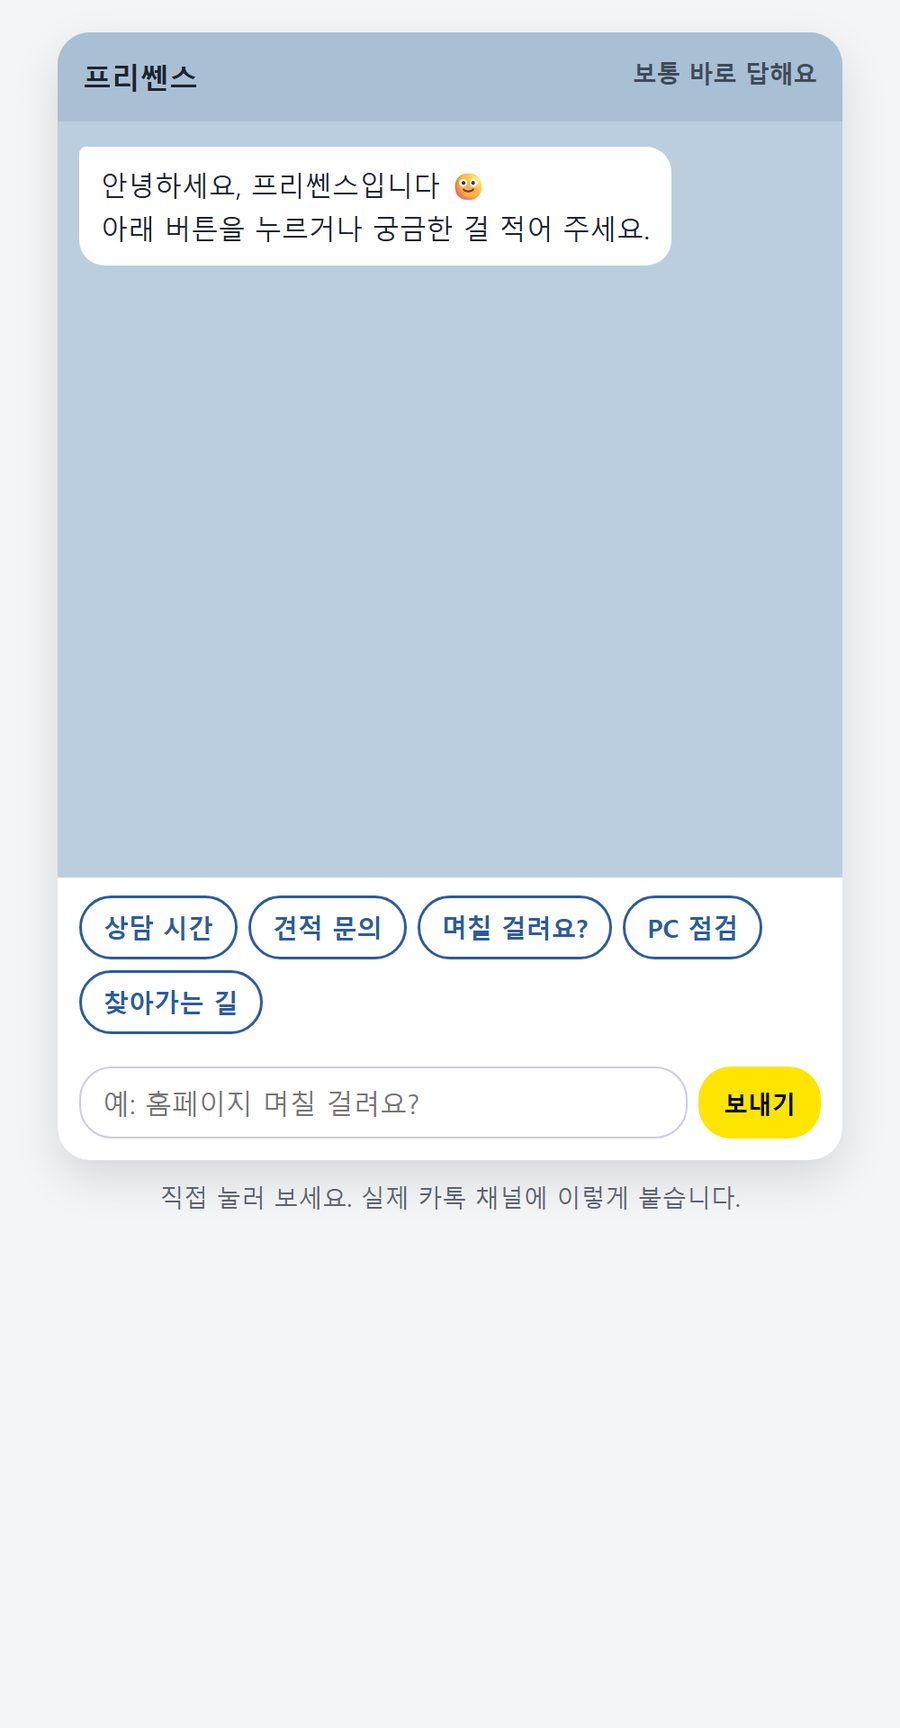 프리쎈스
보통 바로 답해요
안녕하세요, 프리쎈스입니다 🙂
아래 버튼을 누르거나 궁금한 걸 적어 주세요.
상담 시간
견적 문의
며칠 걸려요?
PC 점검
찾아가는 길
예: 홈페이지 며칠 걸려요?
보내기
직접 눌러 보세요. 실제 카톡 채널에 이렇게 붙습니다.